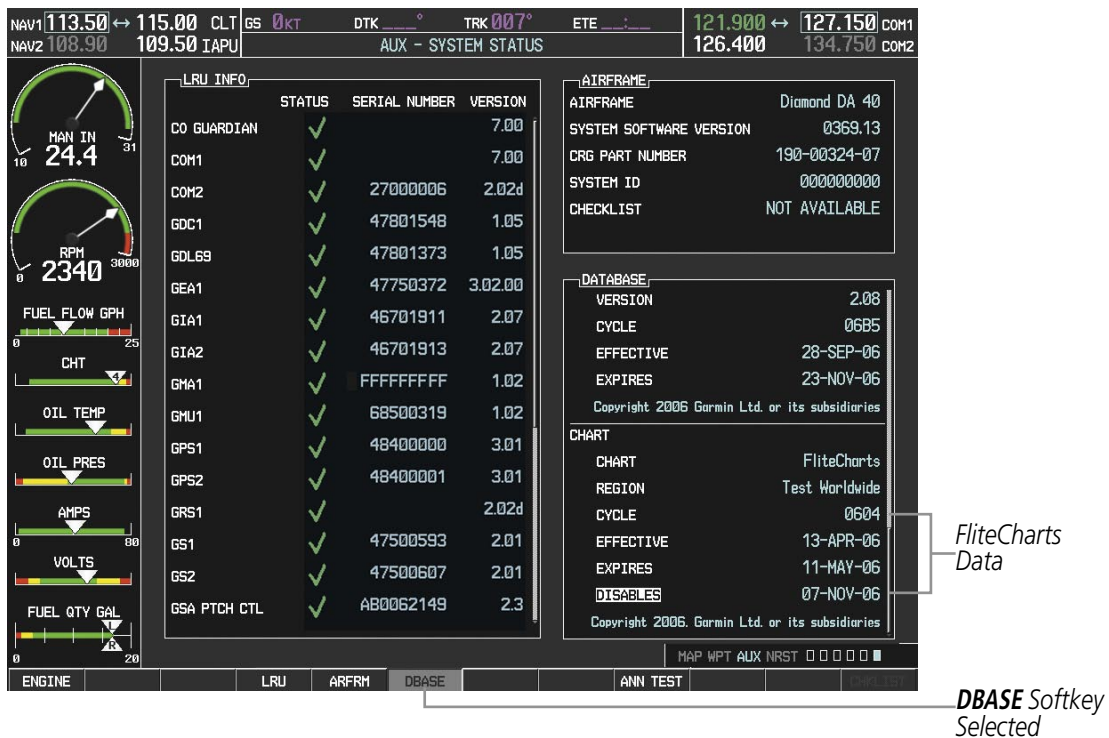 NAV1 113.50 ↔ 115.00 CLT GS 0KT DTK ___° TRK 007° ETE __:__ 121.900 ↔ 127.150 COM1
NAV2 108.90 109.50 IAPU AUX – SYSTEM STATUS 126.400 134.750 COM2
MAN IN
24.4
10 31
RPM
2340
0 3000
FUEL FLOW GPH
0 25
CHT
4
OIL TEMP
OIL PRES
AMPS
0 80
VOLTS
FUEL QTY GAL
L
R
0 20
LRU INFO
STATUS SERIAL NUMBER VERSION
CO GUARDIAN ✓ 7.00
COM1 ✓ 7.00
COM2 ✓ 27000006 2.02d
GDC1 ✓ 47801548 1.05
GDL69 ✓ 47801373 1.05
GEA1 ✓ 47750372 3.02.00
GIA1 ✓ 46701911 2.07
GIA2 ✓ 46701913 2.07
GMA1 ✓ FFFFFFFFF 1.02
GMU1 ✓ 68500319 1.02
GPS1 ✓ 48400000 3.01
GPS2 ✓ 48400001 3.01
GRS1 ✓ 2.02d
GS1 ✓ 47500593 2.01
GS2 ✓ 47500607 2.01
GSA PTCH CTL ✓ AB0062149 2.3
AIRFRAME
AIRFRAME Diamond DA 40
SYSTEM SOFTWARE VERSION 0369.13
CRG PART NUMBER 190-00324-07
SYSTEM ID 000000000
CHECKLIST NOT AVAILABLE
DATABASE
VERSION 2.08
CYCLE 06B5
EFFECTIVE 28-SEP-06
EXPIRES 23-NOV-06
Copyright 2006 Garmin Ltd. or its subsidiaries
CHART
CHART FliteCharts
REGION Test Worldwide
CYCLE 0604
EFFECTIVE 13-APR-06
EXPIRES 11-MAY-06
DISABLES 07-NOV-06
Copyright 2006. Garmin Ltd. or its subsidiaries
FliteCharts
Data
MAP WPT AUX NRST
ENGINE LRU ARFRM DBASE ANN TEST CHKLIST
DBASE Softkey
Selected